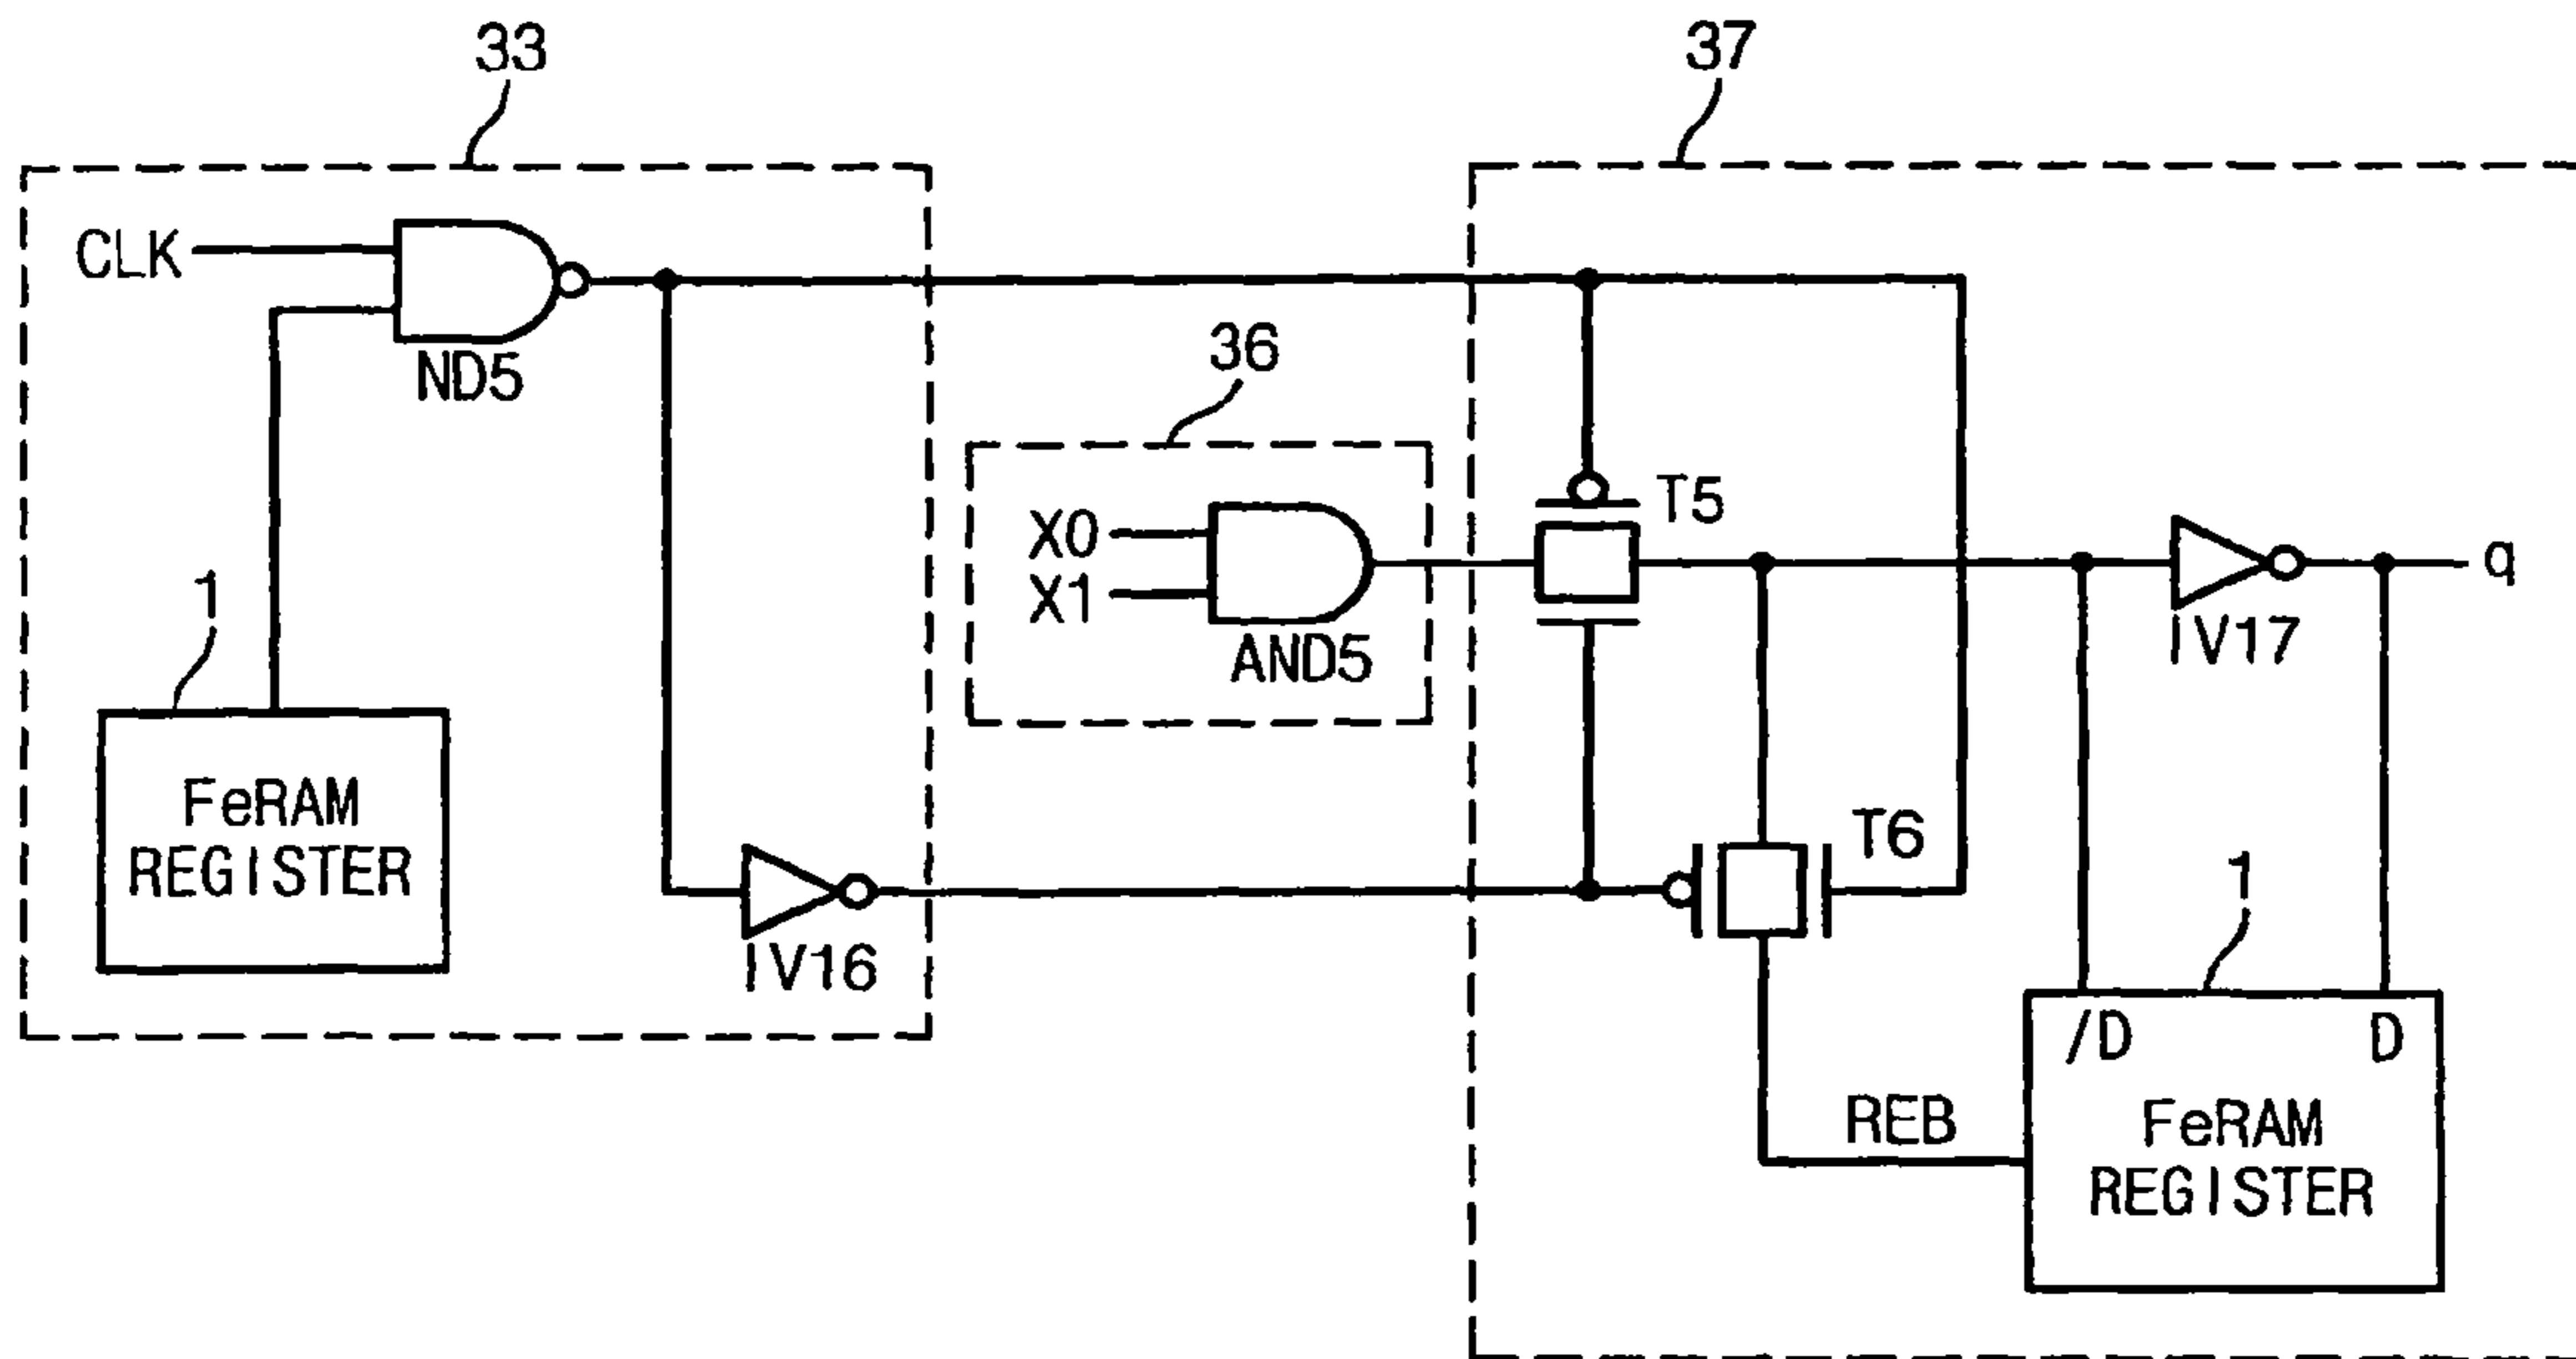 33
37
CLK
ND5
36
X0
X1
AND5
T5
q
IV17
1
FeRAM
REGISTER
IV16
T6
1
/D
D
REB
FeRAM
REGISTER